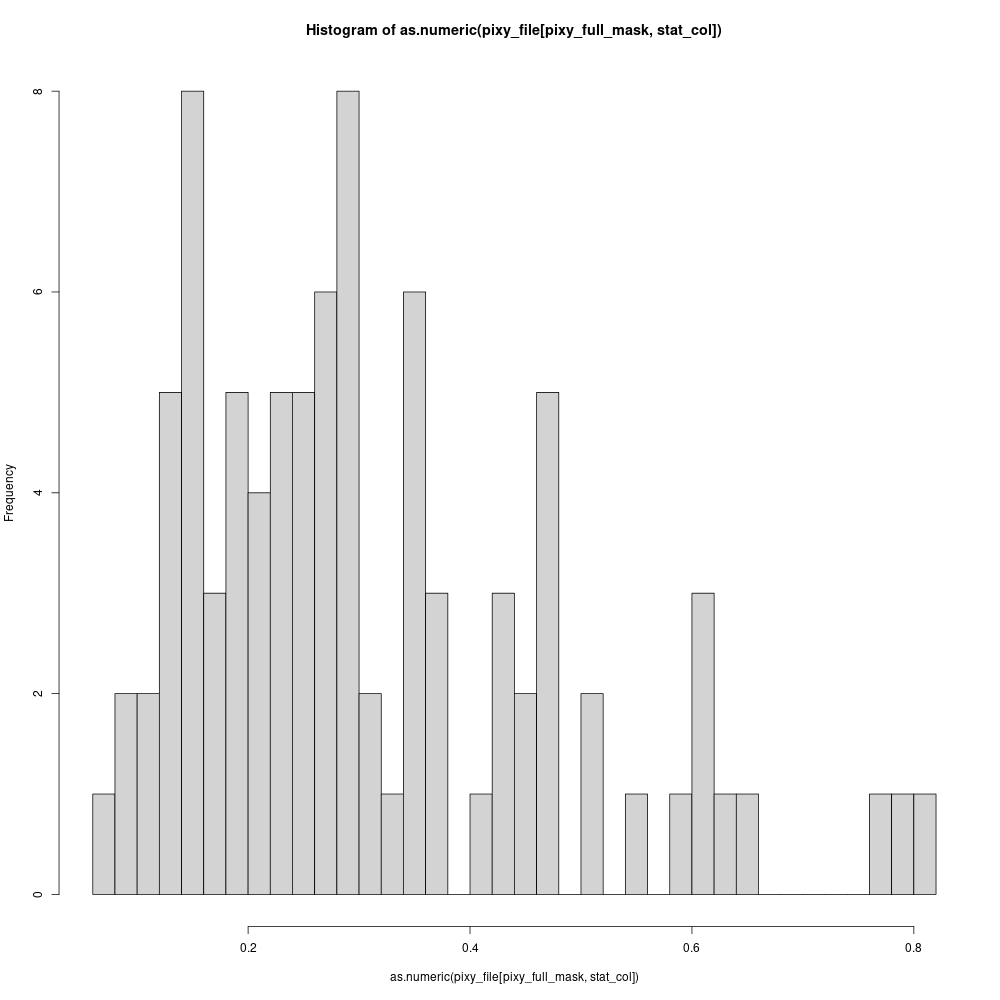 Histogram of as.numeric(pixy_file[pixy_full_mask, stat_col])
8
6
4
2
0
Frequency
0.2 0.4 0.6 0.8
as.numeric(pixy_file[pixy_full_mask, stat_col])